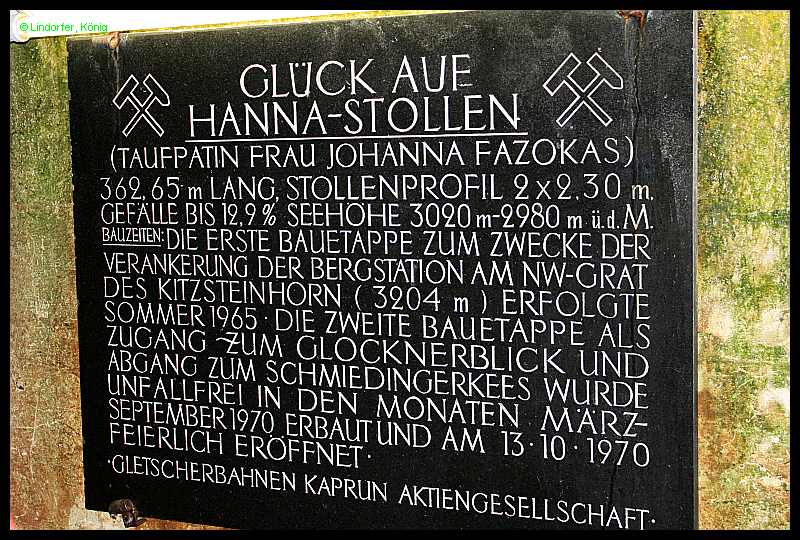 © Lindorfer, König
GLÜCK AUF
HANNA-STOLLEN
(TAUFPATIN FRAU JOHANNA FAZOKAS)
362,65 m LANG, STOLLENPROFIL 2 x 2,30 m,
GEFÄLLE BIS 12,9 % SEEHÖHE 3020 m-2980 m ü.d.M.
BAUZEITEN: DIE ERSTE BAUETAPPE ZUM ZWECKE DER
VERANKERUNG DER BERGSTATION AM NW-GRAT
DES KITZSTEINHORN (3204 m) ERFOLGTE
SOMMER 1965 · DIE ZWEITE BAUETAPPE ALS
ZUGANG ZUM GLOCKNERBLICK UND
ABGANG ZUM SCHMIEDINGERKEES WURDE
UNFALLFREI IN DEN MONATEN MÄRZ-
SEPTEMBER 1970 ERBAUT UND AM 13·10·1970
FEIERLICH ERÖFFNET·
·GLETSCHERBAHNEN KAPRUN AKTIENGESELLSCHAFT·